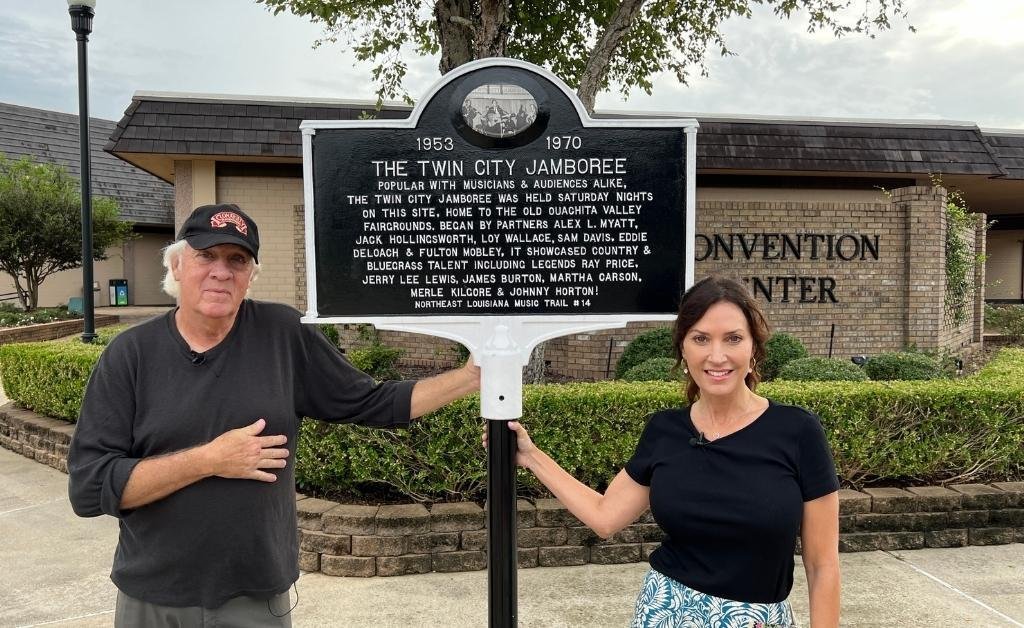 1953 1970
THE TWIN CITY JAMBOREE
POPULAR WITH MUSICIANS & AUDIENCES ALIKE,
THE TWIN CITY JAMBOREE WAS HELD SATURDAY NIGHTS
ON THIS SITE, HOME TO THE OLD OUACHITA VALLEY
FAIRGROUNDS. BEGAN BY PARTNERS ALEX L. MYATT,
JACK HOLLINGSWORTH, LOY WALLACE, SAM DAVIS, EDDIE
DELOACH & FULTON MOBLEY, IT SHOWCASED COUNTRY &
BLUEGRASS TALENT INCLUDING LEGENDS RAY PRICE,
JERRY LEE LEWIS, JAMES BURTON, MARTHA CARSON,
MERLE KILGORE & JOHNNY HORTON!
NORTHEAST LOUISIANA MUSIC TRAIL #14
ONVENTION
NTER